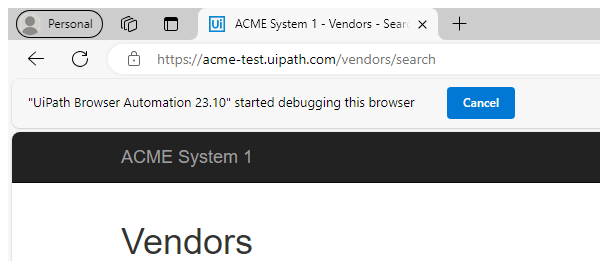 Personal
Ui ACME System 1 - Vendors - Sear
https://acme-test.uipath.com/vendors/search
"UiPath Browser Automation 23.10" started debugging this browser Cancel
ACME System 1
Vendors